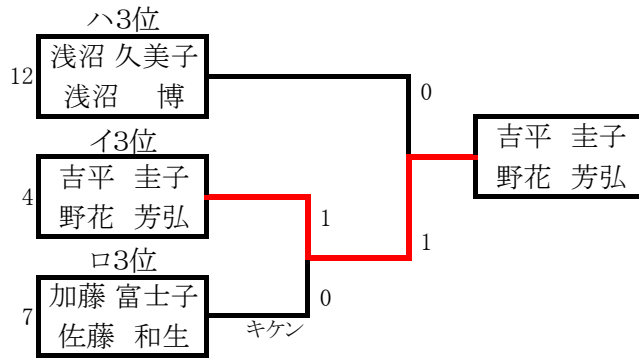 ハ3位
12
浅沼 久美子
浅沼 博
0
吉平 圭子
野花 芳弘
イ3位
4
吉平 圭子
野花 芳弘
1
1
ロ3位
7
加藤 富士子
佐藤 和生
0
キケン